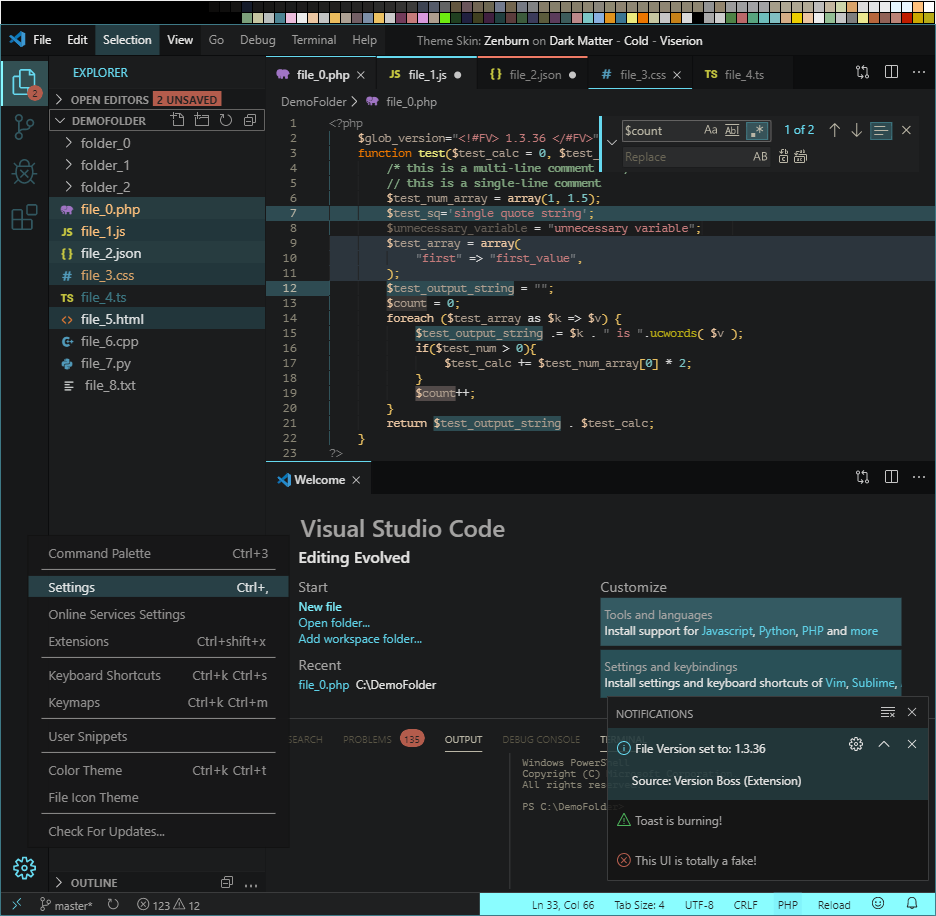 File Edit Selection View Go Debug Terminal Help Theme Skin: Zenburn on Dark Matter - Cold - Viserion
2
EXPLORER
OPEN EDITORS 2 UNSAVED
DEMOFOLDER
folder_0
folder_1
folder_2
file_0.php
file_1.js
file_2.json
file_3.css
file_4.ts
file_5.html
file_6.cpp
file_7.py
file_8.txt
file_0.php JS file_1.js {} file_2.json # file_3.css TS file_4.ts
DemoFolder > file_0.php
1 <?php
2 $glob_version="<!#FV> 1.3.36 </#FV>"
3 function test($test_calc = 0, $test_
4 /* this is a multi-line comment
5 // this is a single-line comment
6 $test_num_array = array(1, 1.5);
7 $test_sq='single quote string';
8 $unnecessary_variable = "unnecessary variable";
9 $test_array = array(
10 "first" => "first_value",
11 );
12 $test_output_string = "";
13 $count = 0;
14 foreach ($test_array as $k => $v) {
15 $test_output_string .= $k . " is ".ucwords( $v );
16 if($test_num > 0){
17 $test_calc += $test_num_array[0] * 2;
18 }
19 $count++;
20 }
21 return $test_output_string . $test_calc;
22 }
23 ?>
$count Aa Abl .* 1 of 2
Replace AB
Welcome
Visual Studio Code
Editing Evolved
Start
New file
Open folder...
Add workspace folder...
Recent
file_0.php C:\DemoFolder
Customize
Tools and languages
Install support for Javascript, Python, PHP and more
Settings and keybindings
Install settings and keyboard shortcuts of Vim, Sublime,
Command Palette Ctrl+3
Settings Ctrl+,
Online Services Settings
Extensions Ctrl+shift+x
Keyboard Shortcuts Ctrl+k Ctrl+s
Keymaps Ctrl+k Ctrl+m
User Snippets
Color Theme Ctrl+k Ctrl+t
File Icon Theme
Check For Updates...
SEARCH PROBLEMS 135 OUTPUT DEBUG CONSOLE TERMINAL
Windows PowerShell
Copyright (C)
All rights reserved
PS C:\DemoFolder>
NOTIFICATIONS
File Version set to: 1.3.36
Source: Version Boss (Extension)
Toast is burning!
This UI is totally a fake!
OUTLINE
master* 123 12 Ln 33, Col 66 Tab Size: 4 UTF-8 CRLF PHP Reload